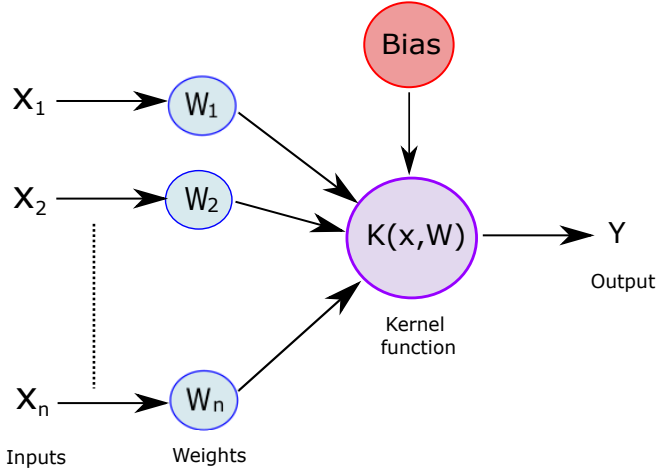 Bias
X₁
W₁
X₂
W₂
K(x,W)
Y
Output
Kernel
function
Xₙ
Wₙ
Inputs
Weights